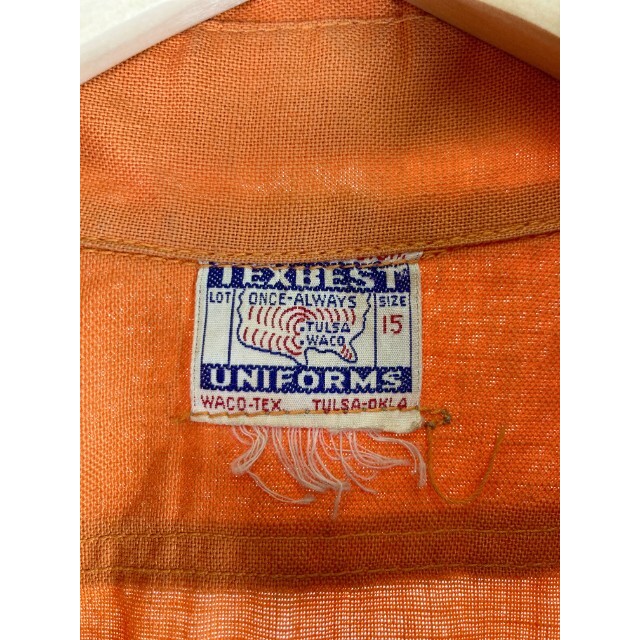 TEXBEST
LOT ONCE-ALWAYS SIZE
TULSA 15
WACO
UNIFORMS
WACO-TEX. TULSA-OKLA